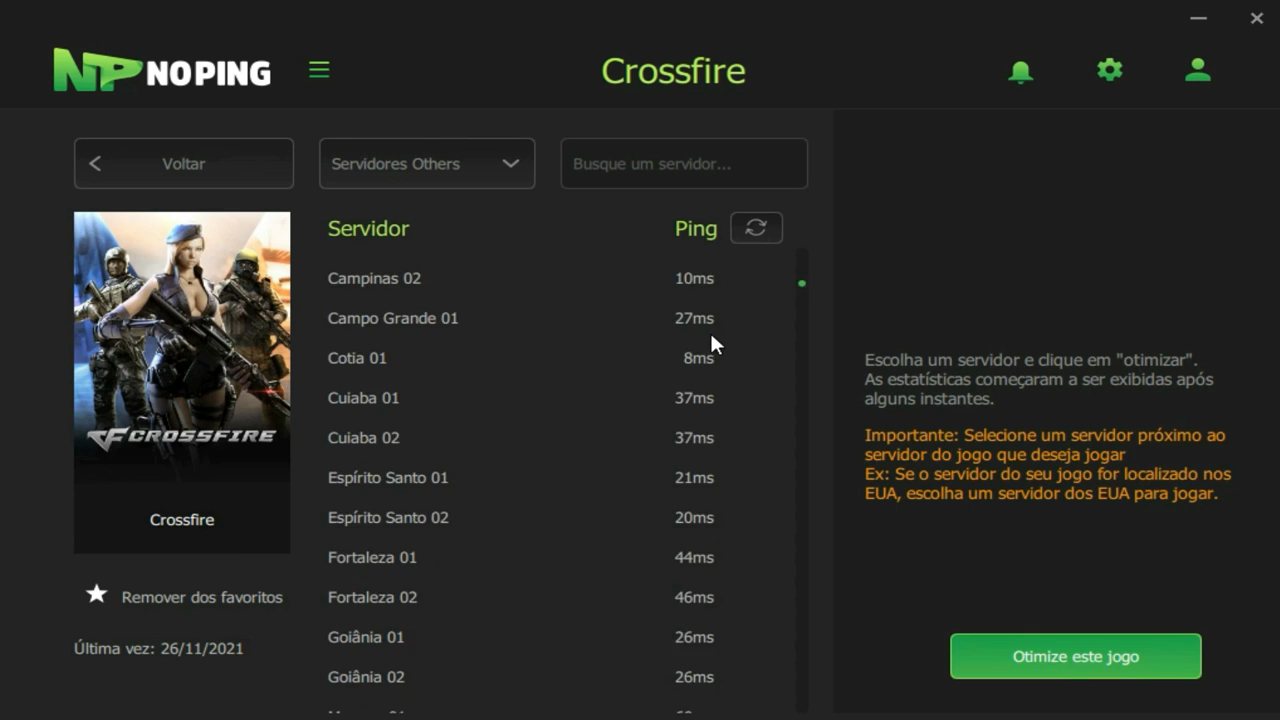 NP NOPING
Crossfire
Voltar
Servidores Others
Busque um servidor...
Servidor Ping
Campinas 02 10ms
Campo Grande 01 27ms
Cotia 01 8ms
Cuiaba 01 37ms
Cuiaba 02 37ms
Espírito Santo 01 21ms
Espírito Santo 02 20ms
Fortaleza 01 44ms
Fortaleza 02 46ms
Goiânia 01 26ms
Goiânia 02 26ms
CF CROSSFIRE
Crossfire
Remover dos favoritos
Última vez: 26/11/2021
Escolha um servidor e clique em "otimizar".
As estatísticas começaram a ser exibidas após
alguns instantes.
Importante: Selecione um servidor próximo ao
servidor do jogo que deseja jogar
Ex: Se o servidor do seu jogo for localizado nos
EUA, escolha um servidor dos EUA para jogar.
Otimize este jogo